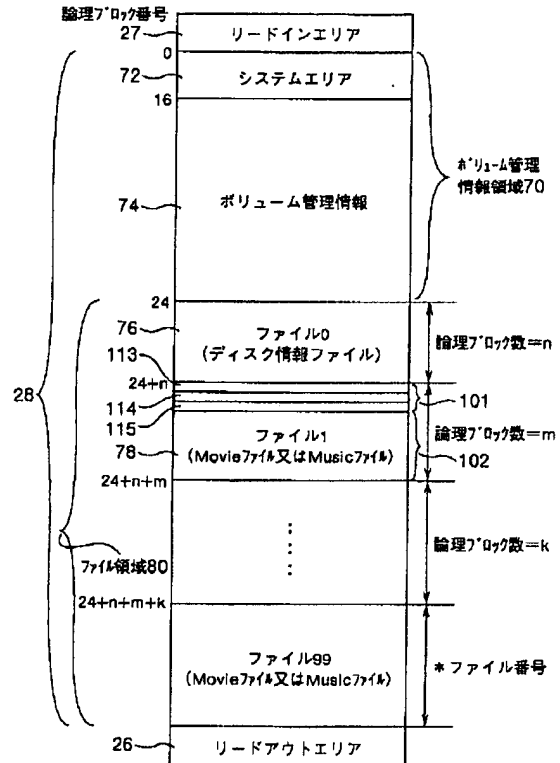 論理ブロック番号
27
リードインエリア
0
72
システムエリア
16
74
ボリューム管理情報
ボリューム管理
情報領域70
24
76
ファイル0
(ディスク情報ファイル)
論理ブロック数=n
113
24+n
28
114
101
115
論理ブロック数=m
ファイル1
78
(Movieファイル又はMusicファイル)
102
24+n+m
論理ブロック数=k
ファイル領域80
24+n+m+k
ファイル99
(Movieファイル又はMusicファイル)
*ファイル番号
26
リードアウトエリア